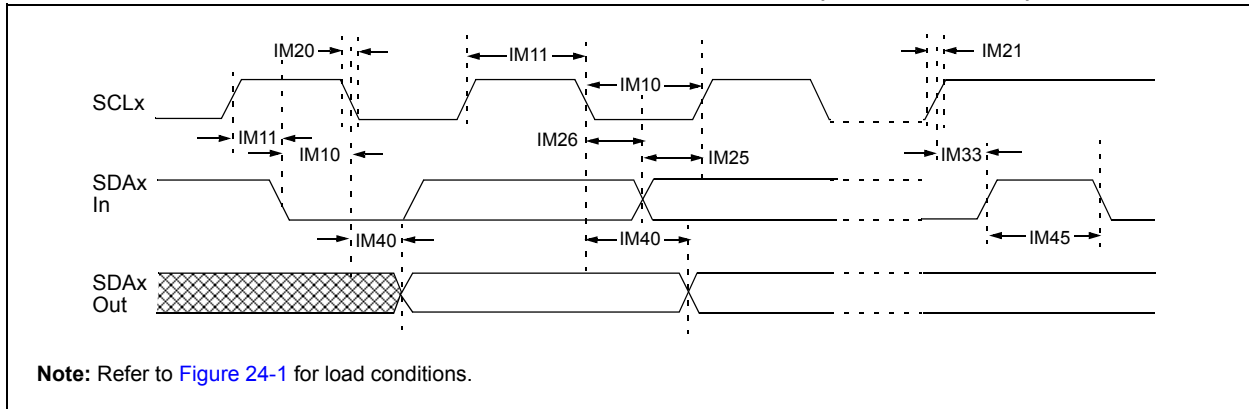 IM20
IM11
IM21
IM10
SCLx
IM11
IM26
IM10
IM25
IM33
SDAx
In
IM40
IM40
IM45
SDAx
Out
Note: Refer to Figure 24-1 for load conditions.